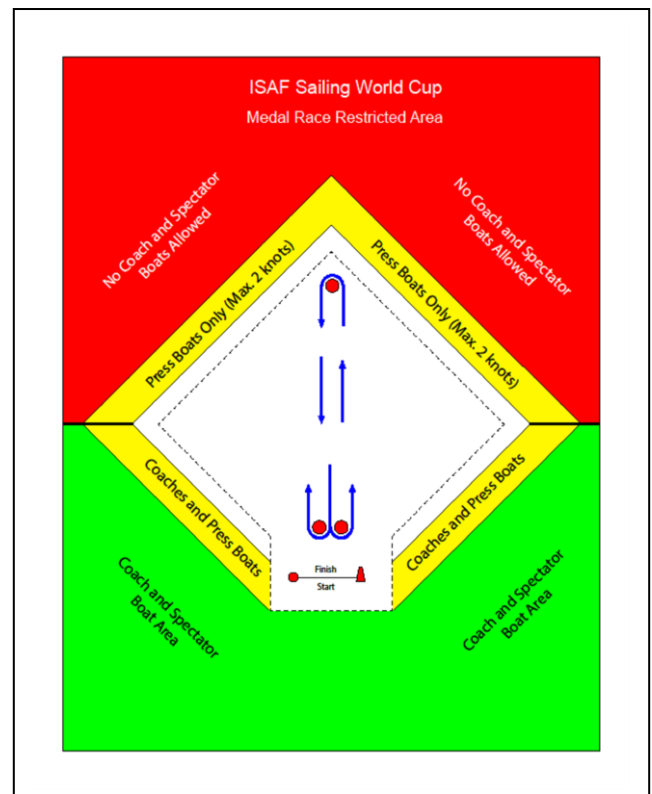 ISAF Sailing World Cup
Medal Race Restricted Area
No Coach and Spectator
Boats Allowed
No Coach and Spectator
Boats Allowed
Press Boats Only (Max. 2 knots)
Press Boats Only (Max. 2 knots)
Coaches and Press Boats
Coaches and Press Boats
Finish
Start
Coach and Spectator
Boat Area
Coach and Spectator
Boat Area